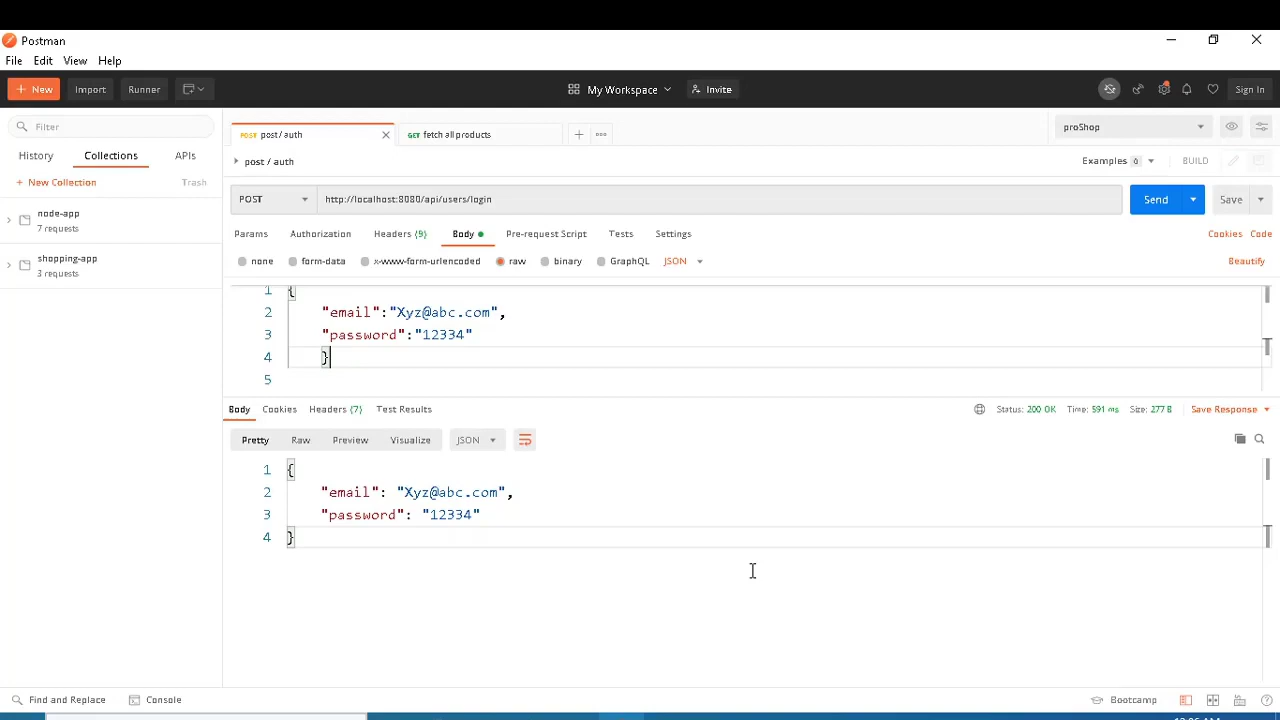 Postman
File Edit View Help
New Import Runner My Workspace Invite Sign In
Filter
History Collections APIs
+ New Collection Trash
node-app
7 requests
shopping-app
3 requests
POST post / auth GET fetch all products proShop
post / auth Examples 0 BUILD
POST http://localhost:8080/api/users/login Send Save
Params Authorization Headers (9) Body Pre-request Script Tests Settings Cookies Code
none form-data x-www-form-urlencoded raw binary GraphQL JSON Beautify
1 {
2 "email":"Xyz@abc.com",
3 "password":"12334"
4 }
5
Body Cookies Headers (7) Test Results Status: 200 OK Time: 591 ms Size: 277 B Save Response
Pretty Raw Preview Visualize JSON
1 {
2 "email": "Xyz@abc.com",
3 "password": "12334"
4 }
Find and Replace Console Bootcamp